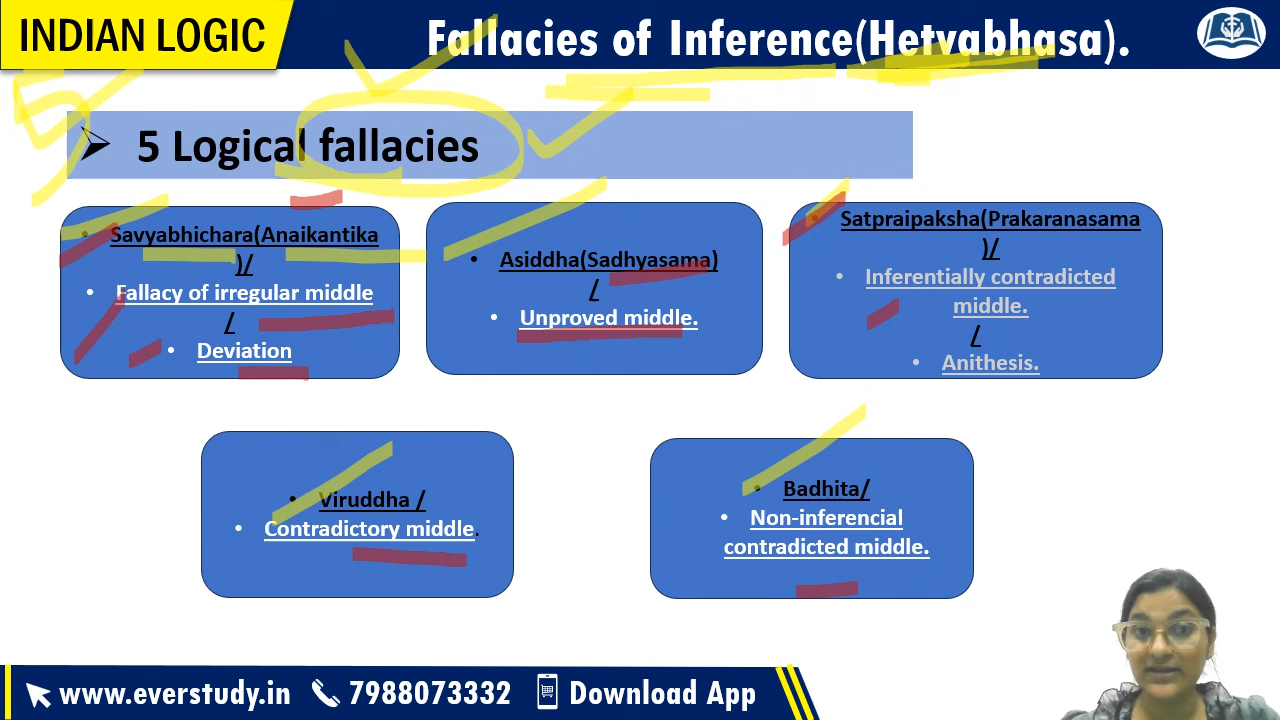 INDIAN LOGIC
Fallacies of Inference(Hetvabhasa).
5
➢ 5 Logical fallacies
• Savyabhichara(Anaikantika
)/
• Fallacy of irregular middle
/
• Deviation
• Asiddha(Sadhyasama)
/
• Unproved middle.
• Satpraipaksha(Prakaranasama
)/
• Inferentially contradicted
middle.
/
• Anithesis.
• Viruddha /
• Contradictory middle.
• Badhita/
• Non-inferencial
contradicted middle.
www.everstudy.in
7988073332
Download App